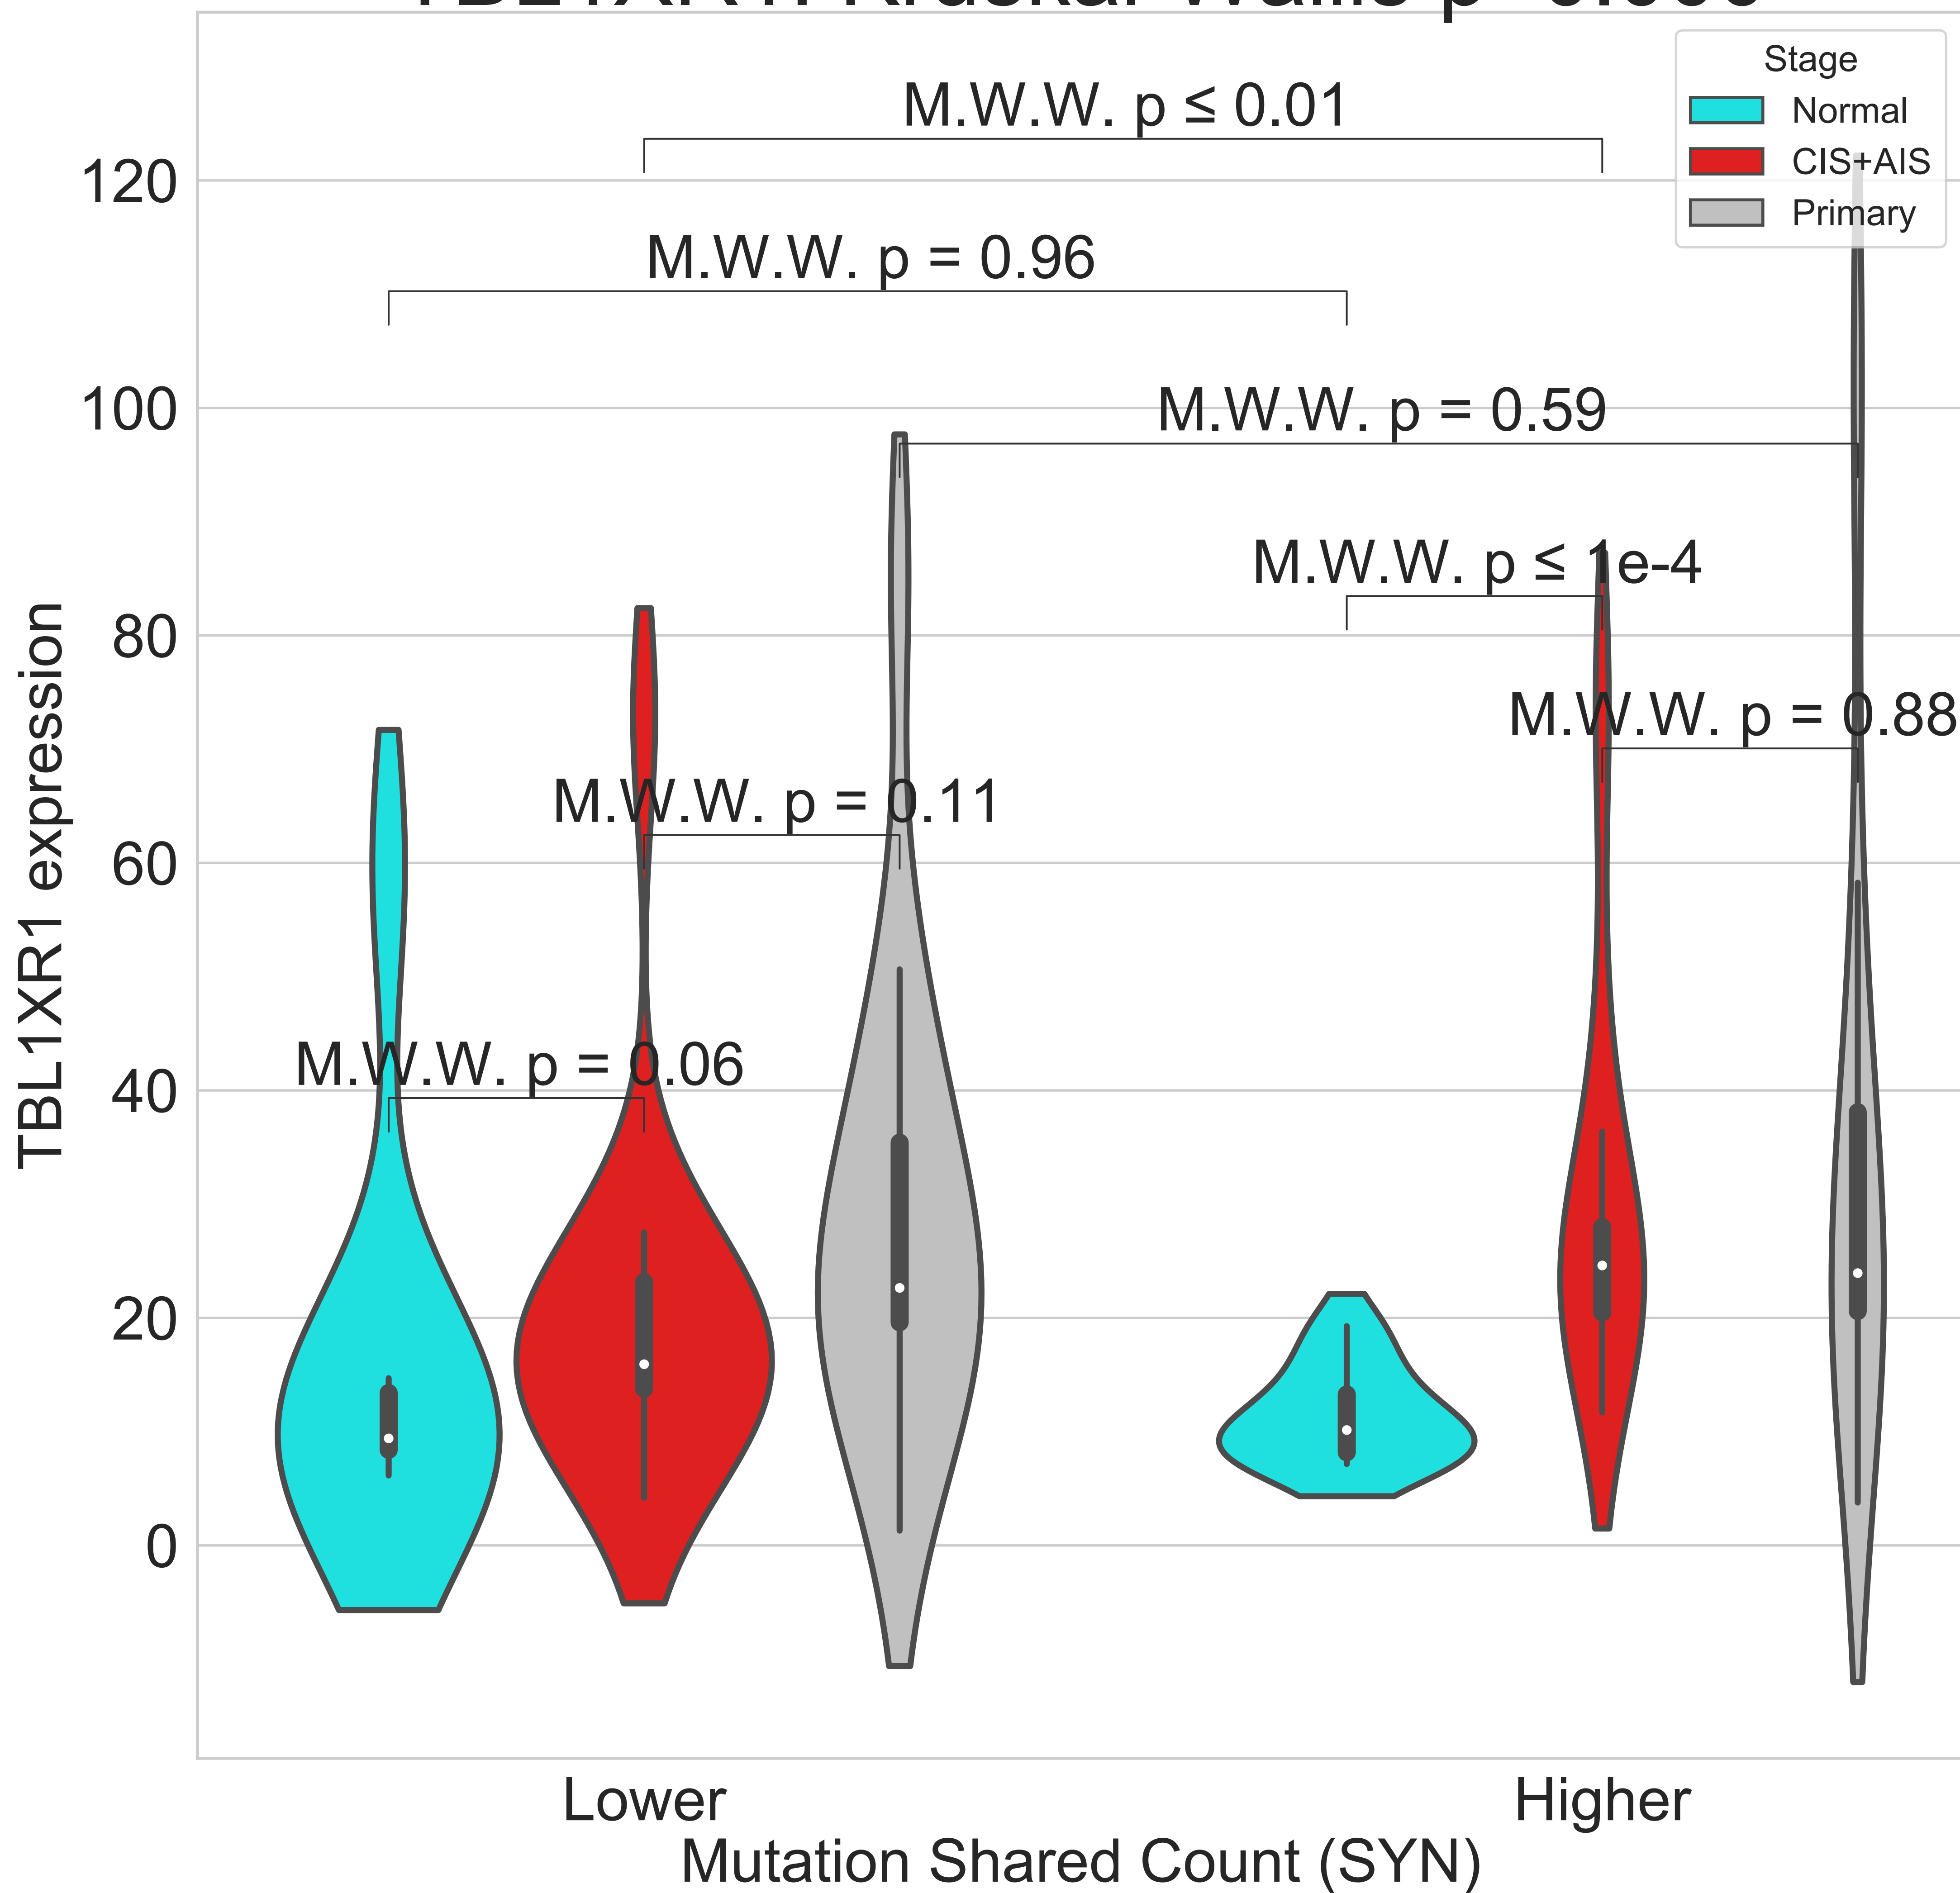 Stage
Normal
CIS+AIS
Primary
M.W.W. p ≤ 0.01
M.W.W. p = 0.96
M.W.W. p = 0.59
M.W.W. p ≤ 1e-4
M.W.W. p = 0.88
M.W.W. p = 0.11
M.W.W. p = 0.06
120
100
80
60
40
20
0
TBL1XR1 expression
Lower
Higher
Mutation Shared Count (SYN)